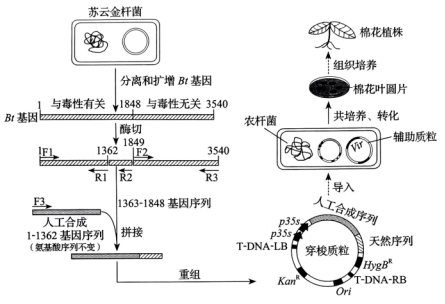 苏云金杆菌
分离和扩增 Bt 基因
1 与毒性有关 1848 与毒性无关 3540
Bt 基因
酶切
1849
1 F1 1362 F2 3540
R1 R2 R3
F3
1363-1848 基因序列
人工合成
1-1362 基因序列
(氨基酸序列不变)
拼接
重组
棉花植株
组织培养
棉花叶圆片
共培养、转化
农杆菌
Vir
辅助质粒
导入
人工合成序列
p35s
p35s
T-DNA-LB
穿梭质粒
天然序列
HygBᴿ
T-DNA-RB
Kanᴿ
Ori